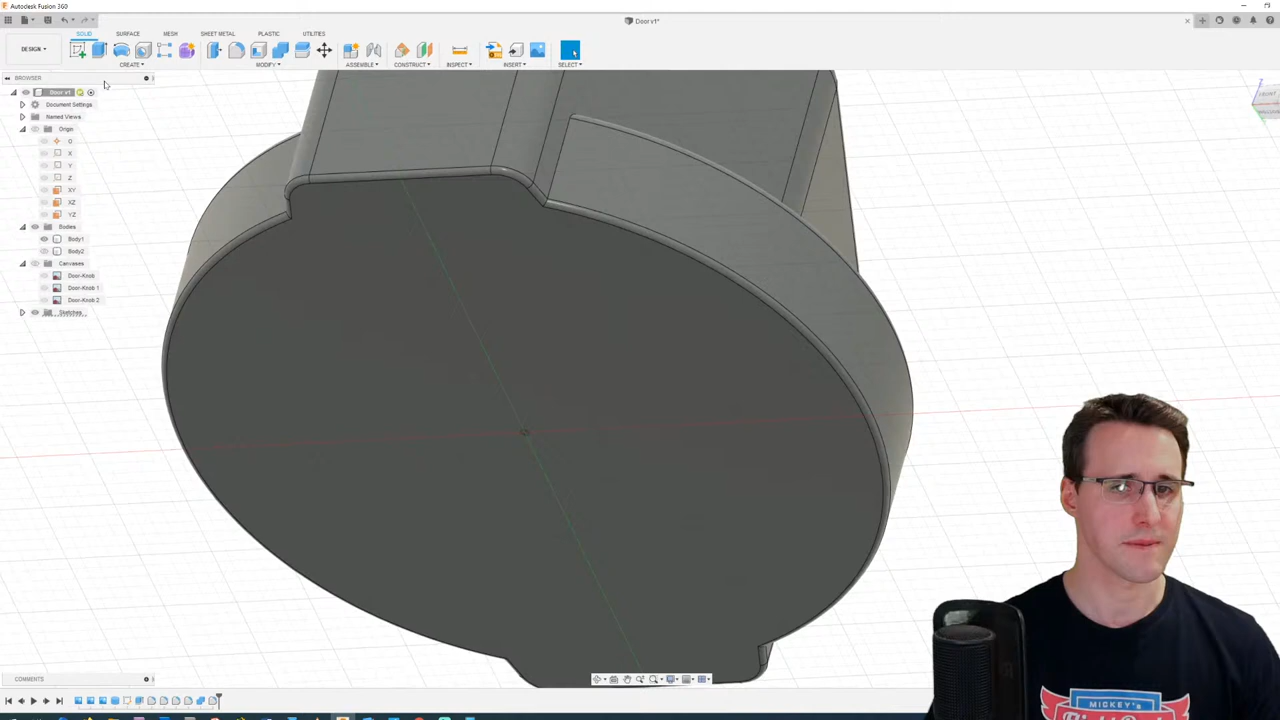 Autodesk Fusion 360
Door v1*
DESIGN
SOLID
SURFACE
MESH
SHEET METAL
PLASTIC
UTILITIES
CREATE
MODIFY
ASSEMBLE
CONSTRUCT
INSPECT
INSERT
SELECT
BROWSER
Door v1
Document Settings
Named Views
Origin
O
X
Y
Z
XY
XZ
YZ
Bodies
Body1
Body2
Canvases
Door-Knob
Door-Knob 1
Door-Knob 2
Sketches
Z
FRONT
COMMENTS
MICKEY's